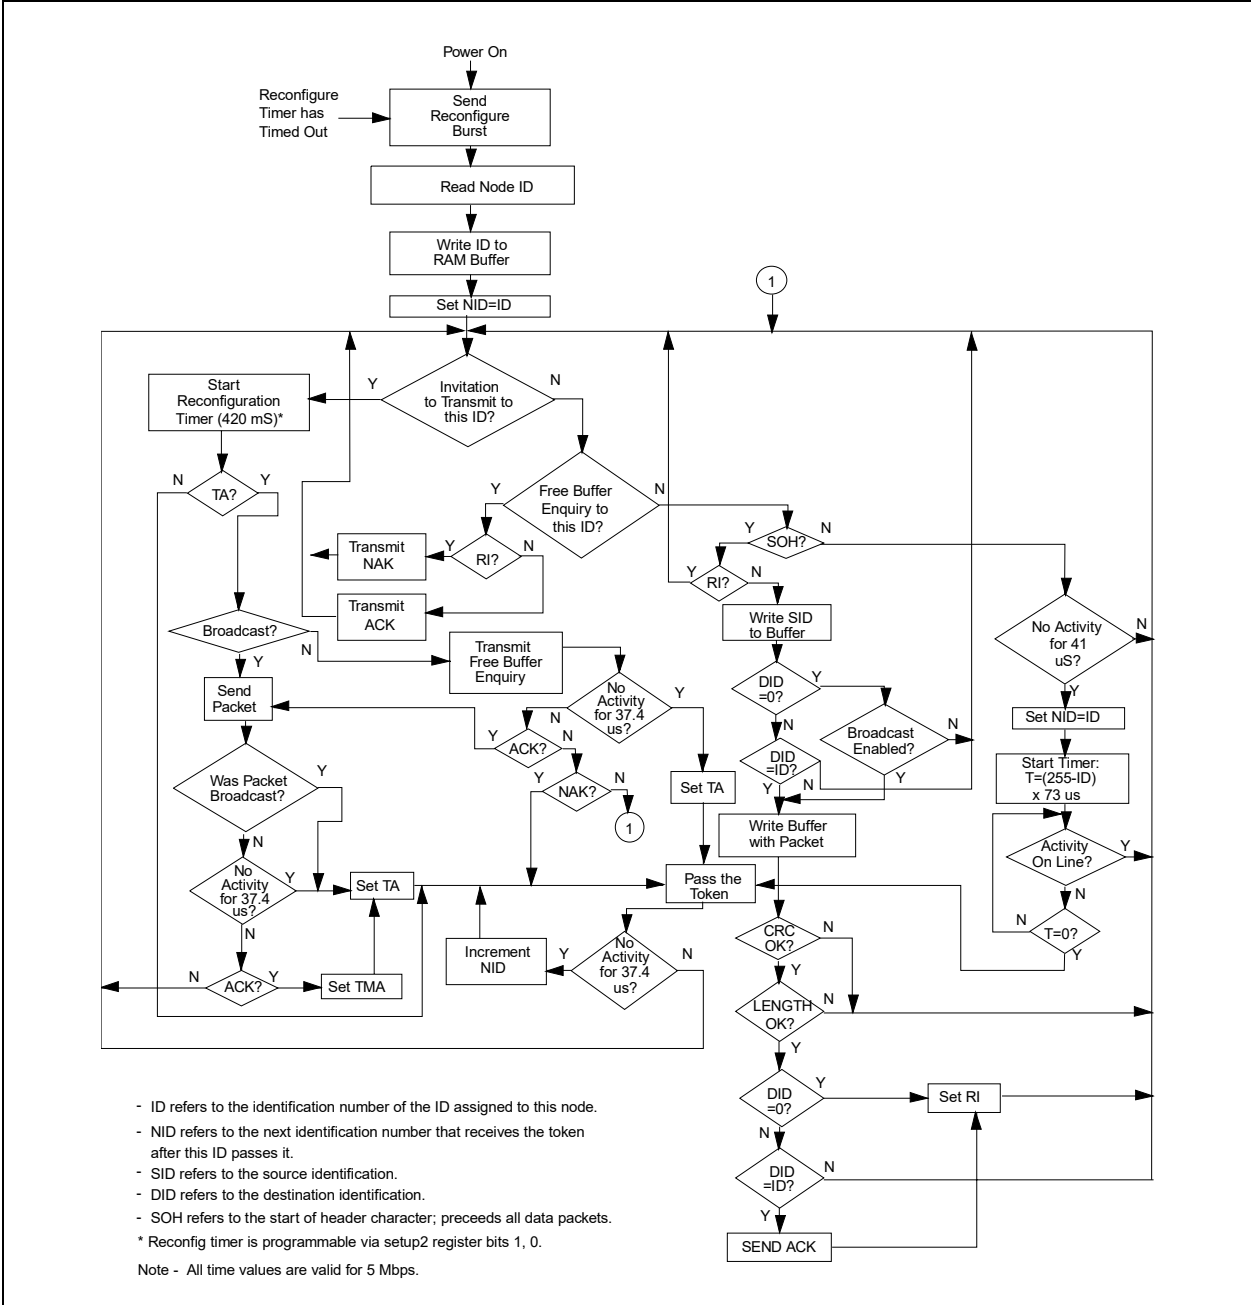 Power On
Reconfigure
Timer has
Timed Out
Send
Reconfigure
Burst
Read Node ID
Write ID to
RAM Buffer
Set NID=ID
1
Invitation
to Transmit to
this ID?
Y
N
Start
Reconfiguration
Timer (420 mS)*
N
Y
TA?
Free Buffer
Enquiry to
this ID?
Y
N
Transmit
NAK
Y
RI?
N
Transmit
ACK
Y
SOH?
N
Y
RI?
N
Write SID
to Buffer
No Activity
for 41
uS?
N
Y
Broadcast?
N
Y
Transmit
Free Buffer
Enquiry
Send
Packet
No
Activity
for 37.4
us?
Y
N
Y
ACK?
N
Y
NAK?
N
1
DID
=0?
Y
N
Broadcast
Enabled?
N
Y
DID
=ID?
Y
N
Set NID=ID
Start Timer:
T=(255-ID)
x 73 us
Was Packet
Broadcast?
Y
N
Set TA
Write Buffer
with Packet
Activity
On Line?
Y
N
No
Activity
for 37.4
us?
Y
N
Set TA
Pass the
Token
N
T=0?
Y
CRC
OK?
N
Y
Increment
NID
Y
No
Activity
for 37.4
us?
N
N
ACK?
Y
Set TMA
LENGTH
OK?
N
Y
DID
=0?
Y
N
Set RI
DID
=ID?
N
Y
SEND ACK
- ID refers to the identification number of the ID assigned to this node.
- NID refers to the next identification number that receives the token
after this ID passes it.
- SID refers to the source identification.
- DID refers to the destination identification.
- SOH refers to the start of header character; preceeds all data packets.
* Reconfig timer is programmable via setup2 register bits 1, 0.
Note - All time values are valid for 5 Mbps.